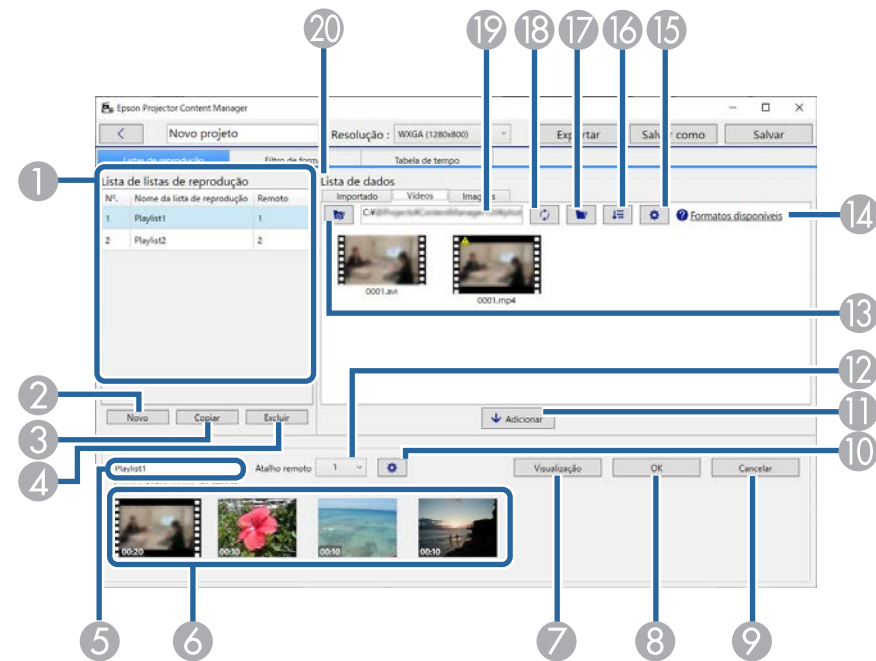 20 19 18 17 16 15
Epson Projector Content Manager
Novo projeto Resolução : WXGA (1280x800) Exportar Salvar como Salvar
Listas de reprodução Filtro de form Tabela de tempo
1
Lista de listas de reprodução Lista de dados
Nº. Nome da lista de reprodução Remoto Importado Vídeos Imagens
1 Playlist1 1 Formatos disponíveis 14
2 Playlist2 2
0001.avi 0001.mp4
13
12
2 Novo Copiar Excluir Adicionar 11
3
4 10
5 Playlist1 Atalho remoto 1 Visualização OK Cancelar
00:20 00:10 00:10 00:10
5 6 7 8 9